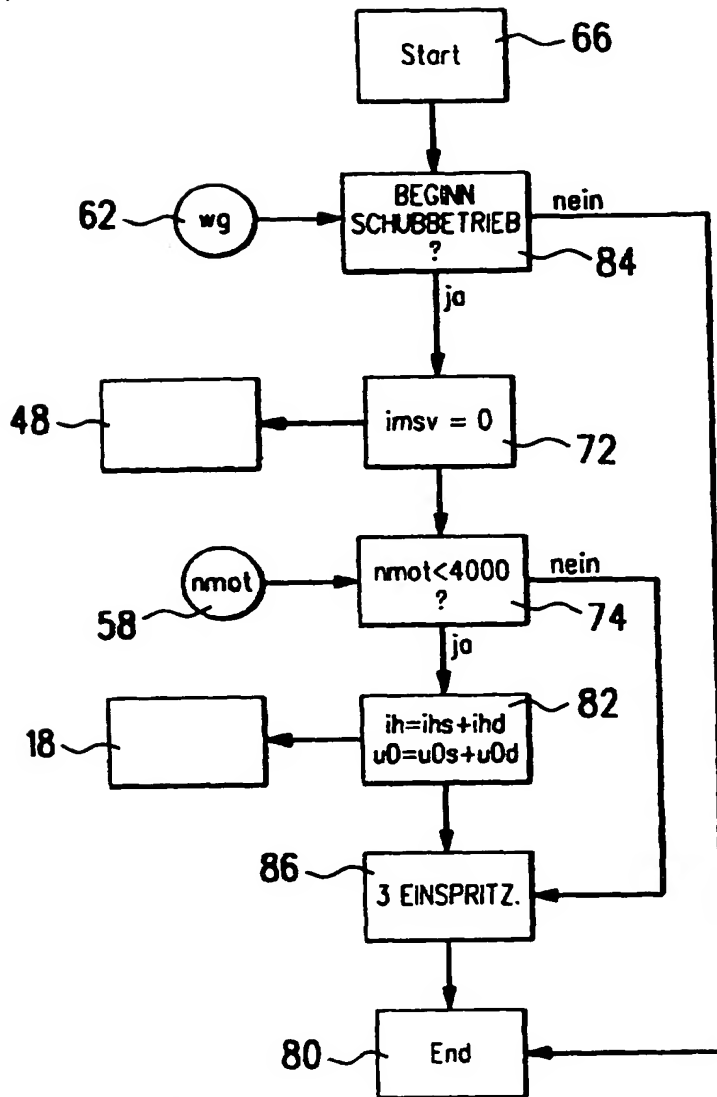 Start
66
62
wg
BEGINN
SCHUBBETRIEB
?
nein
84
ja
48
imsv = 0
72
nmot
58
nmot<4000
?
nein
74
ja
18
ih=ihs+ihd
u0=u0s+u0d
82
86
3 EINSPRITZ.
80
End